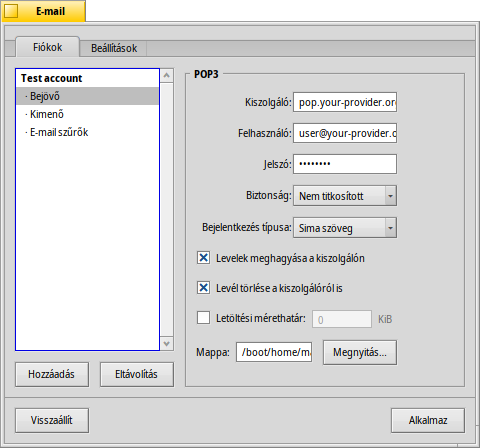 E-mail
Fiókok Beállítások
Test account
· Bejövő
· Kimenő
· E-mail szűrők
Hozzáadás Eltávolítás
POP3
Kiszolgáló: pop.your-provider.or
Felhasználó: user@your-provider.o
Jelszó: ••••••••
Biztonság: Nem titkosított
Bejelentkezés típusa: Sima szöveg
Levelek meghagyása a kiszolgálón
Levél törlése a kiszolgálóról is
Letöltési mérethatár: 0 KiB
Mappa: /boot/home/ma Megnyitás...
Visszaállít Alkalmaz